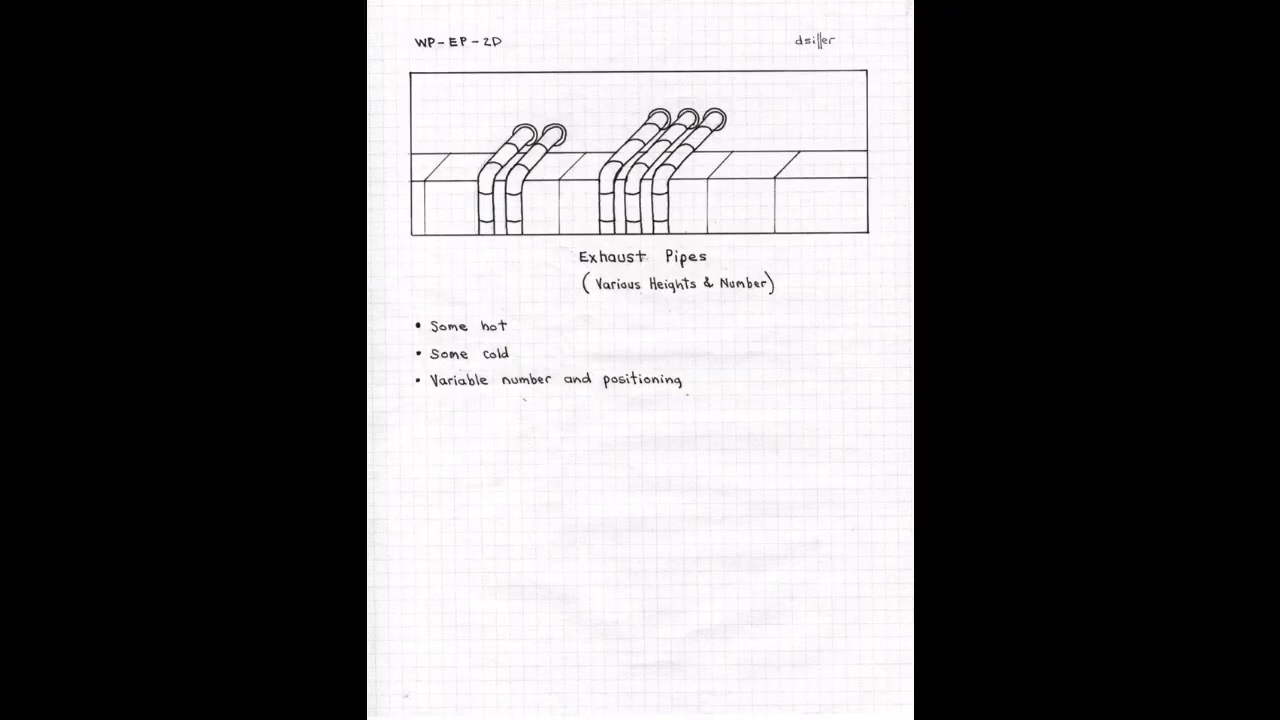 WP-EP-2D
dsiller
Exhaust Pipes
(Various Heights & Number)
• Some hot
• Some cold
• Variable number and positioning